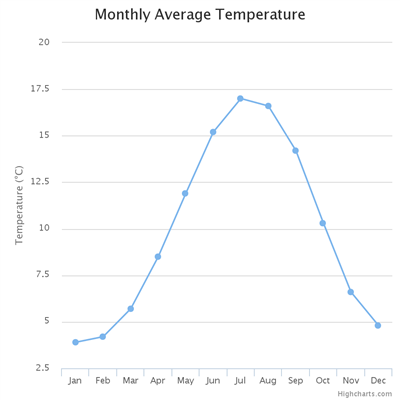 Monthly Average Temperature
20
17.5
15
12.5
10
7.5
5
2.5
Temperature (°C)
Jan Feb Mar Apr May Jun Jul Aug Sep Oct Nov Dec
Highcharts.com